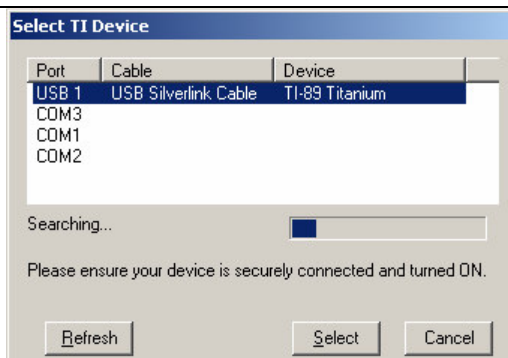 Select TI Device
Port Cable Device
USB 1 USB Silverlink Cable TI-89 Titanium
COM3
COM1
COM2
Searching...
Please ensure your device is securely connected and turned ON.
Refresh Select Cancel